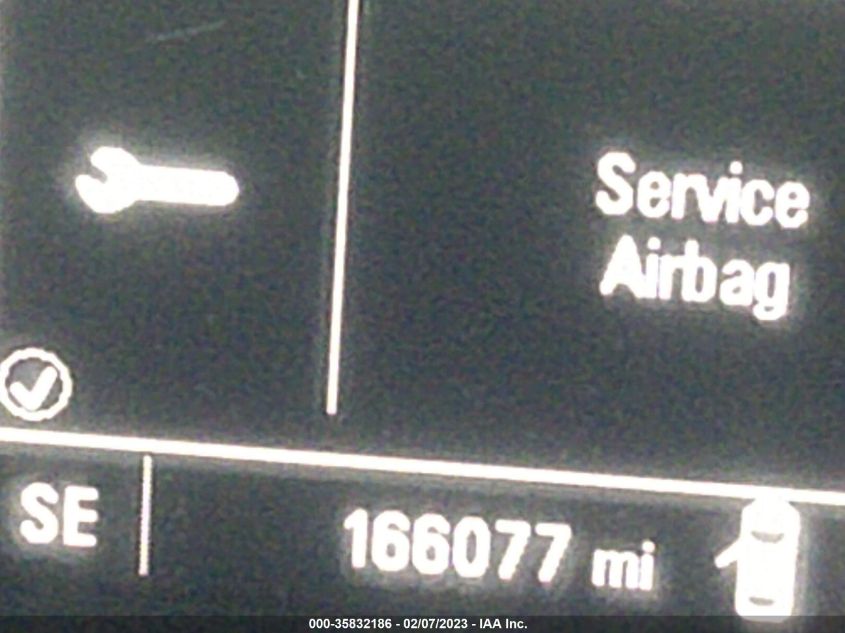 Service
Airbag
SE
166077 mi
000-35832186 - 02/07/2023 - IAA Inc.